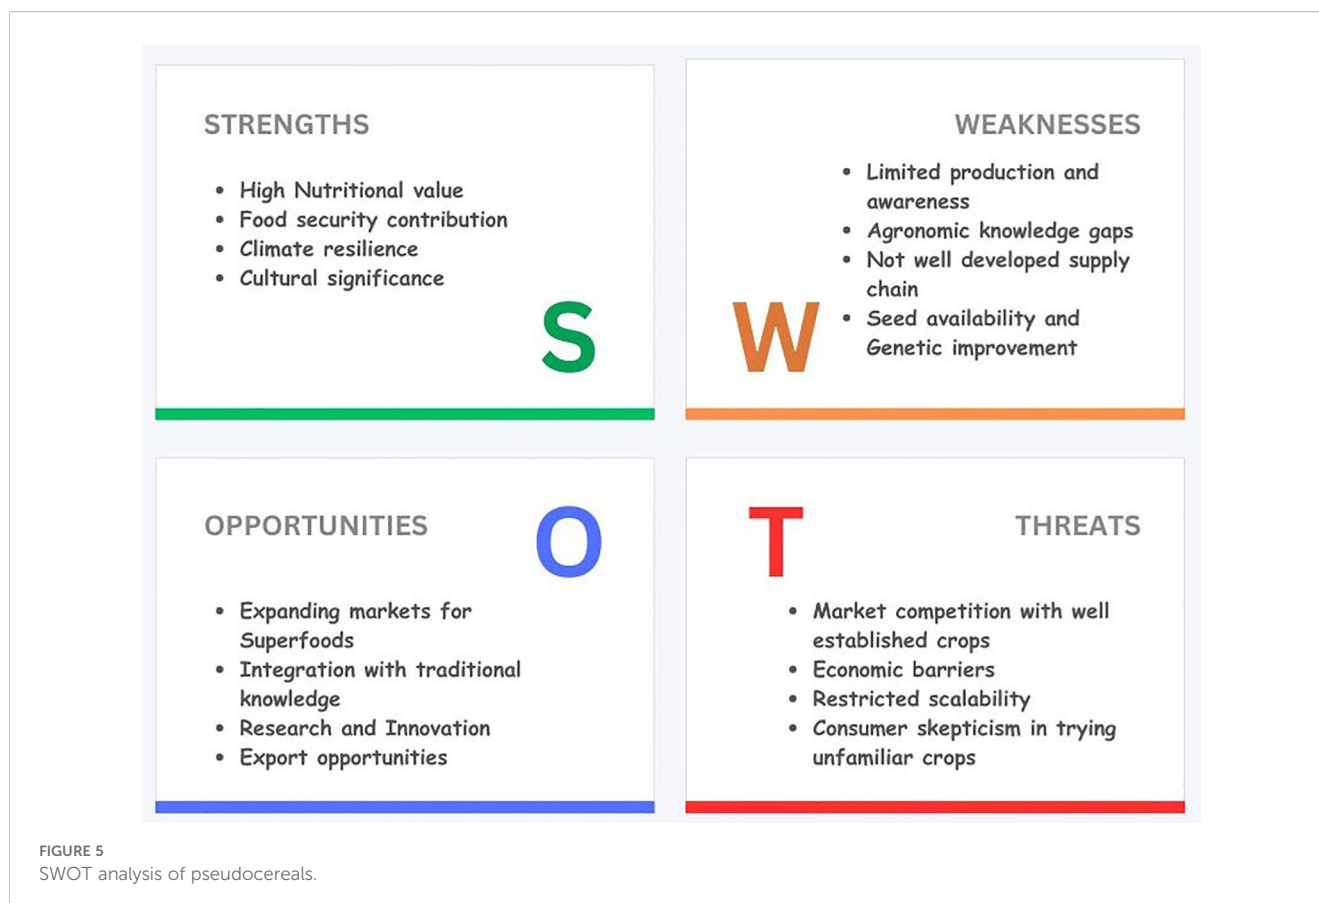 STRENGTHS
• High Nutritional value
• Food security contribution
• Climate resilience
• Cultural significance
S
WEAKNESSES
• Limited production and
awareness
• Agronomic knowledge gaps
• Not well developed supply
chain
• Seed availability and
Genetic improvement
W
OPPORTUNITIES
O
• Expanding markets for
Superfoods
• Integration with traditional
knowledge
• Research and Innovation
• Export opportunities
T
THREATS
• Market competition with well
established crops
• Economic barriers
• Restricted scalability
• Consumer skepticism in trying
unfamiliar crops
FIGURE 5
SWOT analysis of pseudocereals.